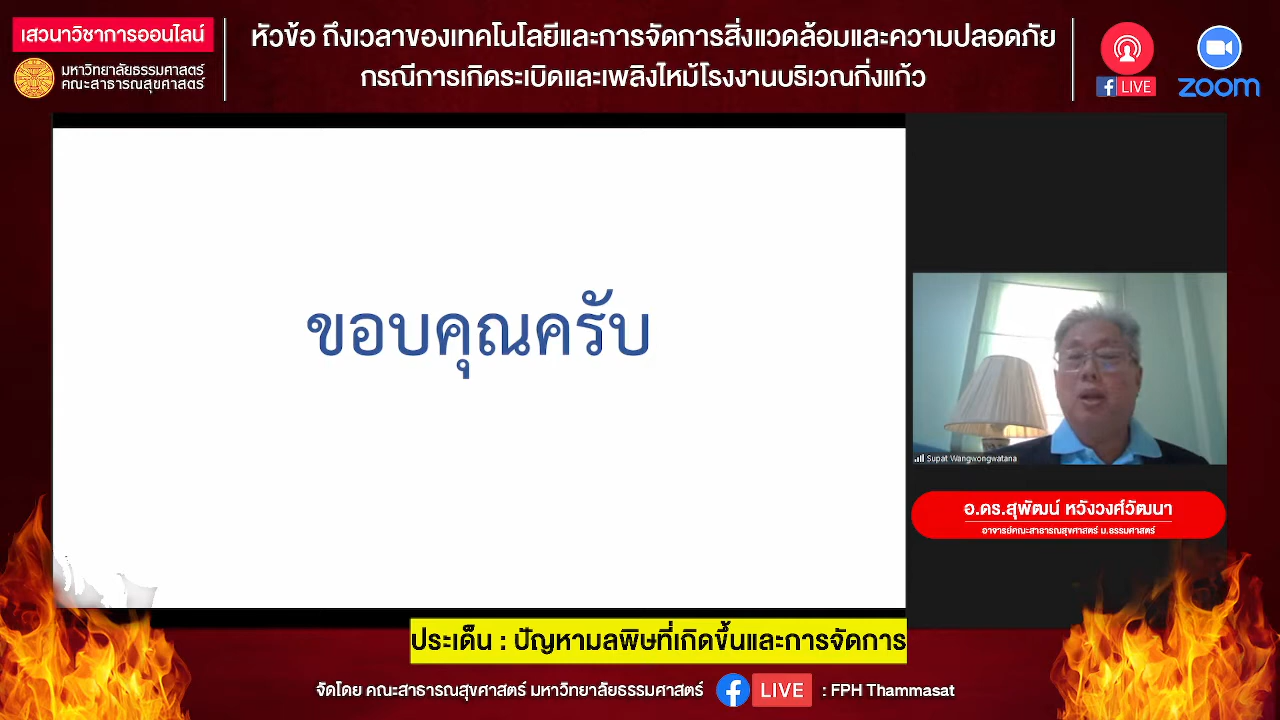 เสวนาวิชาการออนไลน์
มหาวิทยาลัยธรรมศาสตร์
คณะสาธารณสุขศาสตร์
หัวข้อ ถึงเวลาของเทคโนโลยีและการจัดการสิ่งแวดล้อมและความปลอดภัย
กรณีการเกิดระเบิดและเพลิงไหม้โรงงานบริเวณกิ่งแก้ว
f LIVE
zoom
ขอบคุณครับ
Supat Wangwongwatana
อ.ดร.สุพัฒน์ หวังวงศ์วัฒนา
อาจารย์คณะสาธารณสุขศาสตร์ ม.ธรรมศาสตร์
ประเด็น : ปัญหามลพิษที่เกิดขึ้นและการจัดการ
จัดโดย คณะสาธารณสุขศาสตร์ มหาวิทยาลัยธรรมศาสตร์ f LIVE : FPH Thammasat